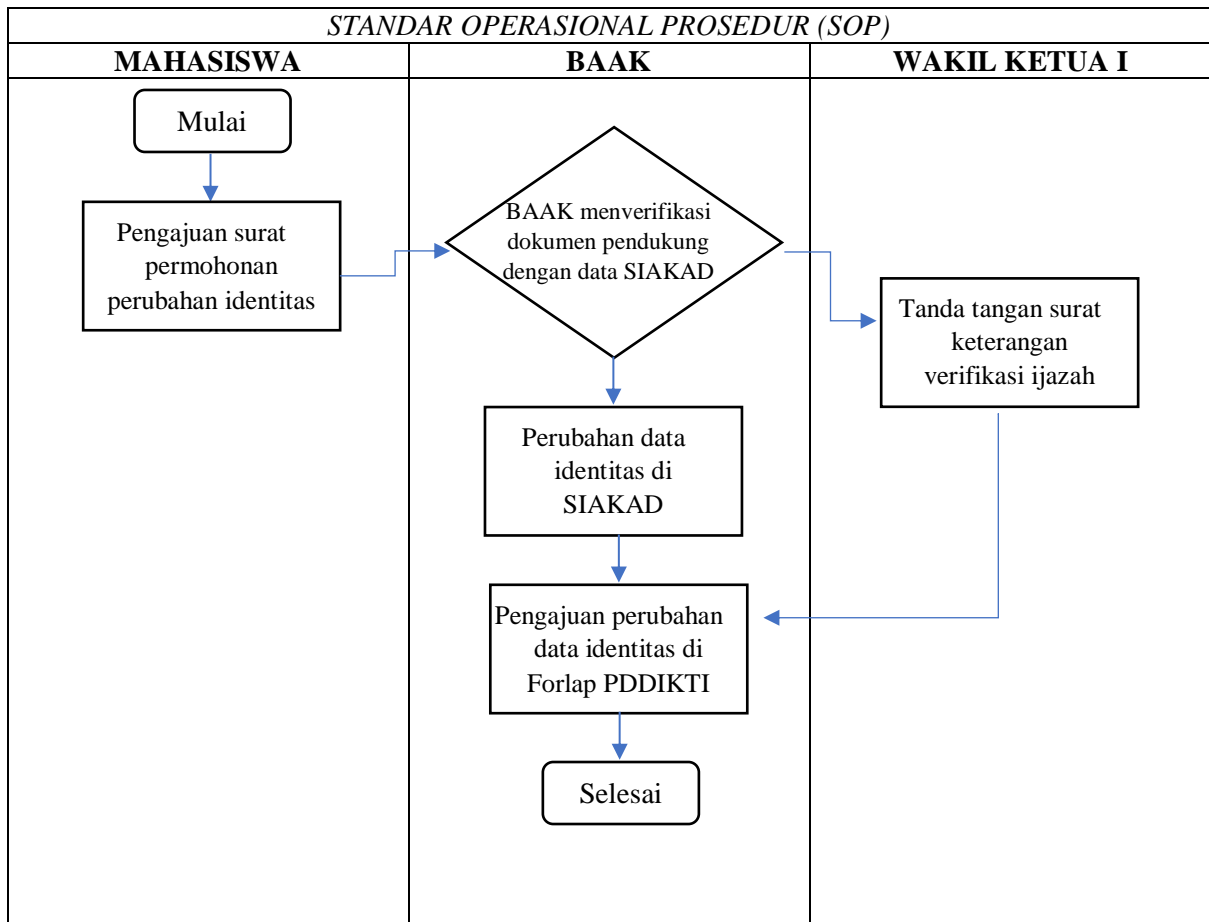 STANDAR OPERASIONAL PROSEDUR (SOP)
MAHASISWA
BAAK
WAKIL KETUA I
Mulai
Pengajuan surat
permohonan
perubahan identitas
BAAK menverifikasi
dokumen pendukung
dengan data SIAKAD
Tanda tangan surat
keterangan
verifikasi ijazah
Perubahan data
identitas di
SIAKAD
Pengajuan perubahan
data identitas di
Forlap PDDIKTI
Selesai